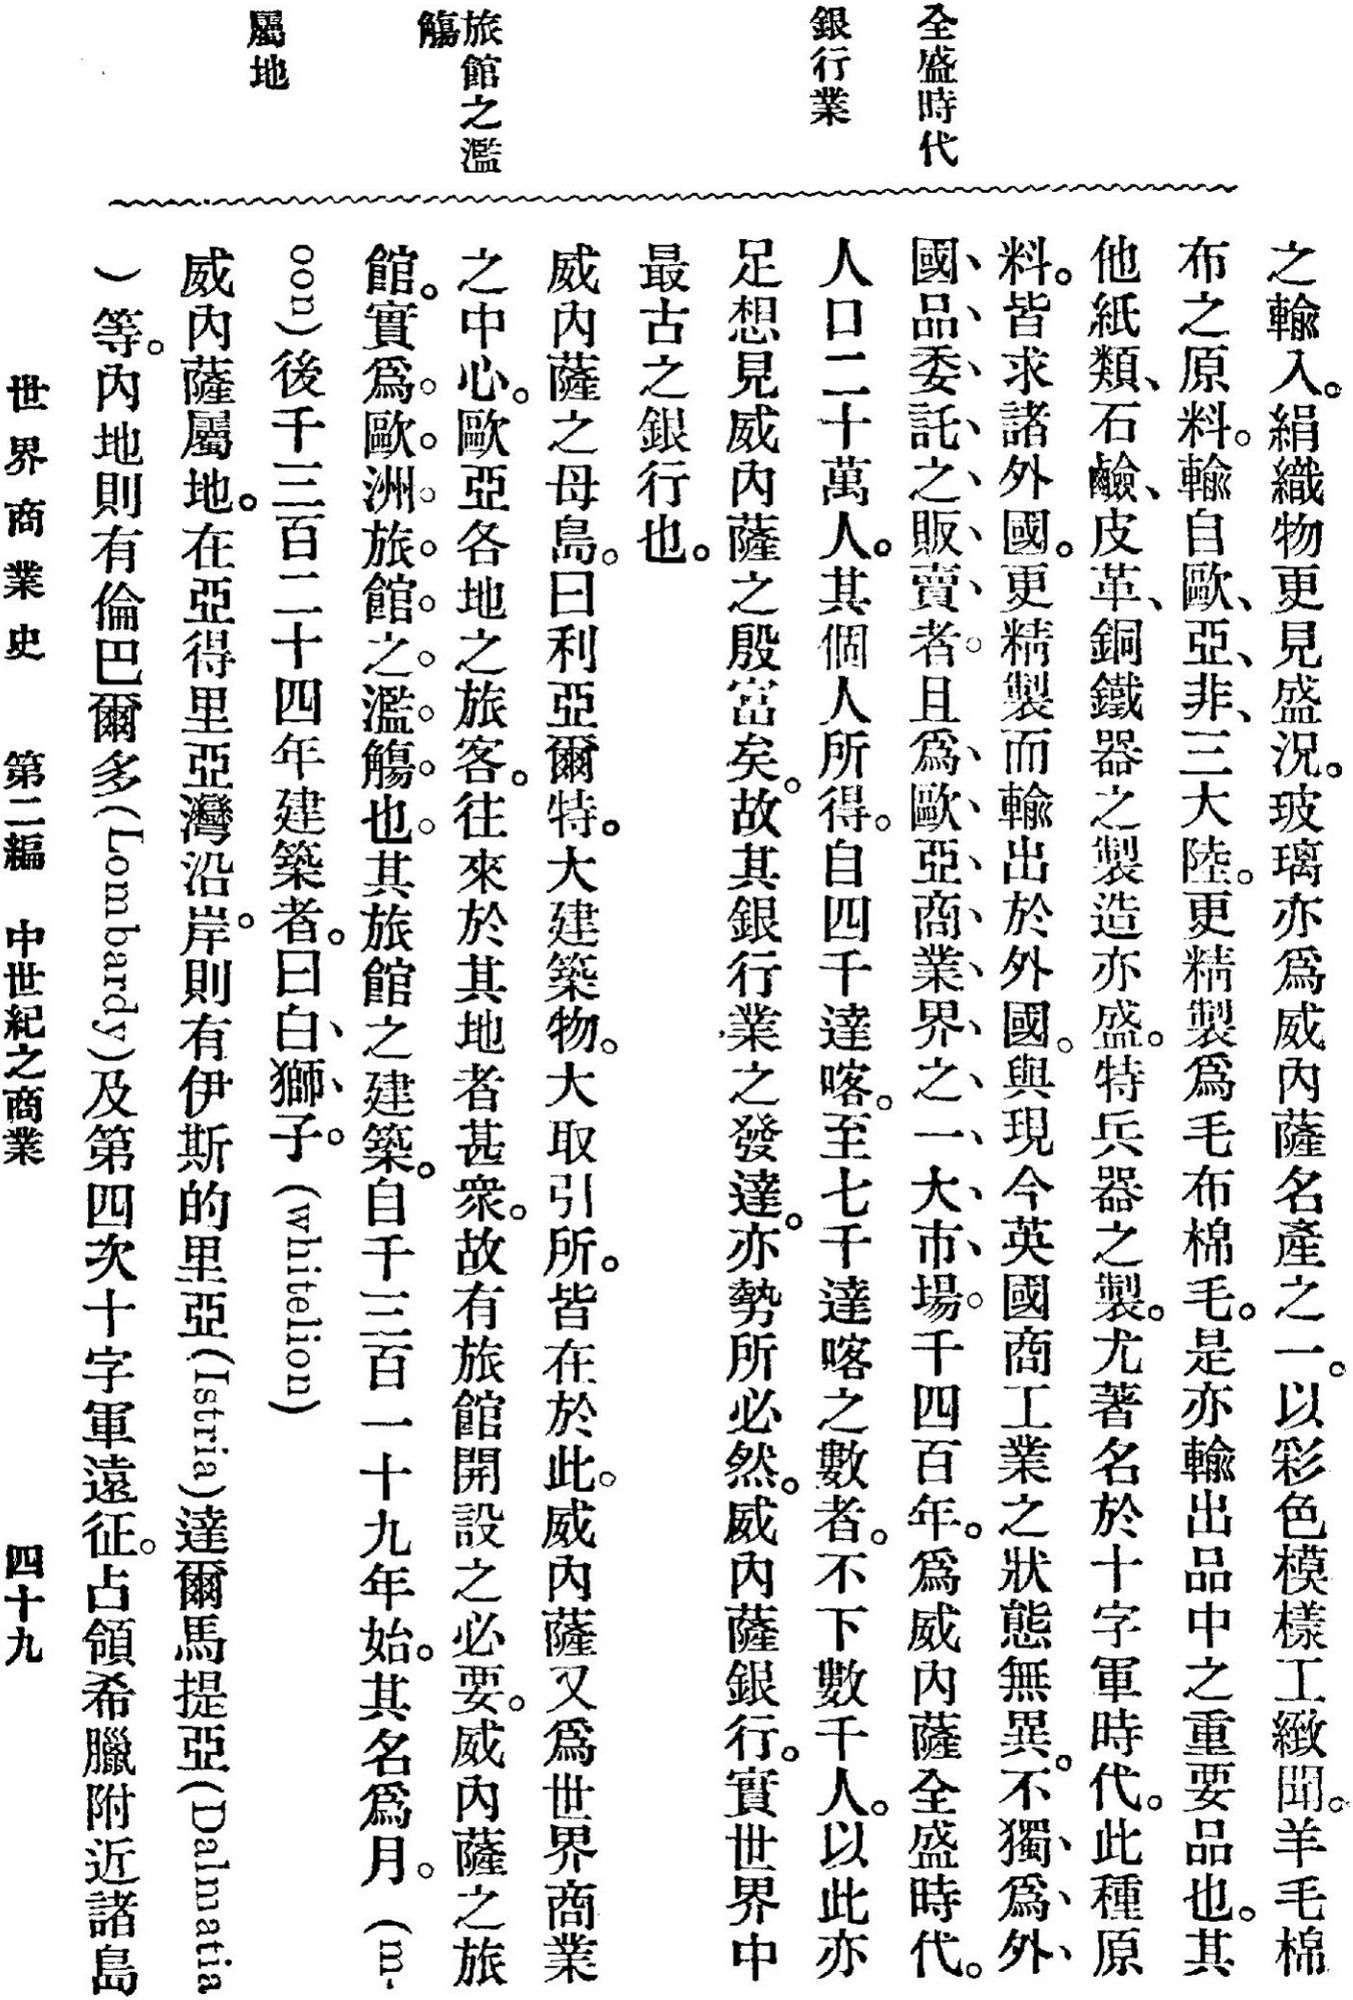 全盛時代
銀行業
旅館之濫
觴
屬地
之輸入。絹織物更見盛況。玻璃亦爲威內薩名產之一。以彩色模樣工緻聞。羊毛棉
布之原料。輸自歐、亞、非、三大陸。更精製爲毛布棉毛。是亦輸出品中之重要品也。其
他紙類、石鹼、皮革、銅鐵器之製造亦盛。特兵器之製。尤著名於十字軍時代。此種原
料。皆求諸外國。更精製而輸出於外國。與現今英國商工業之狀態無異。不獨、爲、外、
國、品、委、託、之、販、賣、者。且、爲、歐、亞、商、業、界、之、一、大、市、場。千四百年。爲威內薩全盛時代。
人口二十萬人。其個人所得。自四千達喀。至七千達喀之數者。不下數千人。以此亦
足想見威內薩之殷富矣。故其銀行業之發達。亦勢所必然。威內薩銀行。實世界中
最古之銀行也。
威內薩之母島。曰利亞爾特。大建築物。大取引所。皆在於此。威內薩又爲世界商業
之中心。歐亞各地之旅客。往來於其地者甚衆。故有旅館開設之必要。威內薩之旅
館。實爲。歐。洲。旅。館。之。濫。觴。也。其旅館之建築。自千三百一十九年始。其名爲月。(m-
oon)後千三百二十四年建築者。曰白、獅、子。(whitelion)
威內薩屬地。在亞得里亞灣沿岸。則有伊斯的里亞(Istria)達爾馬提亞(Dalmatia
)等。內地則有倫巴爾多(Lombardy)及第四次十字軍遠征。占領希臘附近諸島
世界商業史 第二編 中世紀之商業 四十九